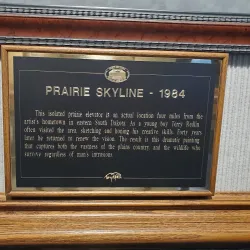 PRAIRIE SKYLINE - 1984
This isolated prairie elevator is an actual location four miles from the
artist's hometown in eastern South Dakota. As a young boy Terry Redlin
often visited the area, sketching and honing his creative skills. Forty years
later he returned to renew the vision. The result is this dramatic painting
that captures both the vastness of the plains country and the wildlife who
survive regardless of man's intrusions.